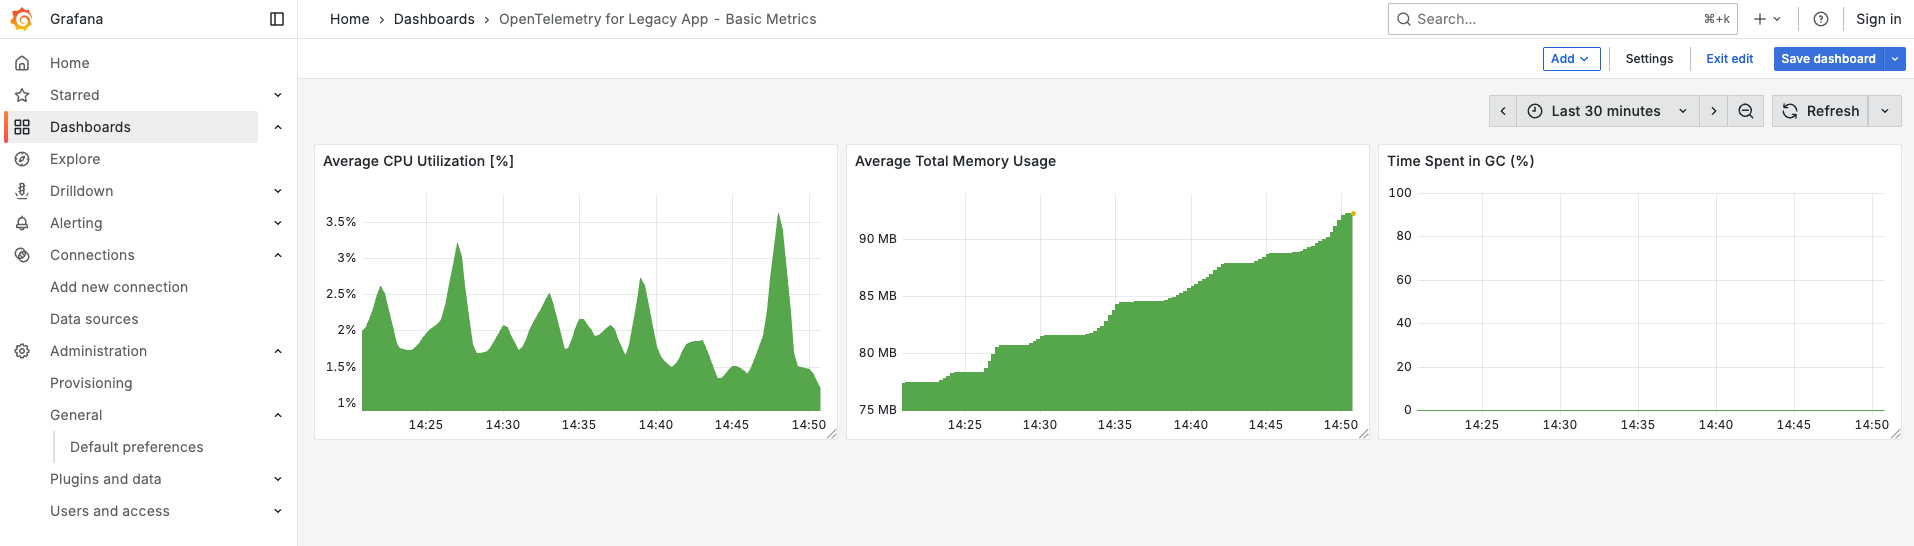 Grafana
Home
Starred
Dashboards
Explore
Drilldown
Alerting
Connections
Add new connection
Data sources
Administration
Provisioning
General
Default preferences
Plugins and data
Users and access
Home > Dashboards > OpenTelemetry for Legacy App - Basic Metrics
Search... ⌘+k
Sign in
Add Settings Exit edit Save dashboard
Last 30 minutes Refresh
Average CPU Utilization [%]
3.5%
3%
2.5%
2%
1.5%
1%
14:25 14:30 14:35 14:40 14:45 14:50
Average Total Memory Usage
90 MB
85 MB
80 MB
75 MB
14:25 14:30 14:35 14:40 14:45 14:50
Time Spent in GC (%)
100
80
60
40
20
0
14:25 14:30 14:35 14:40 14:45 14:50